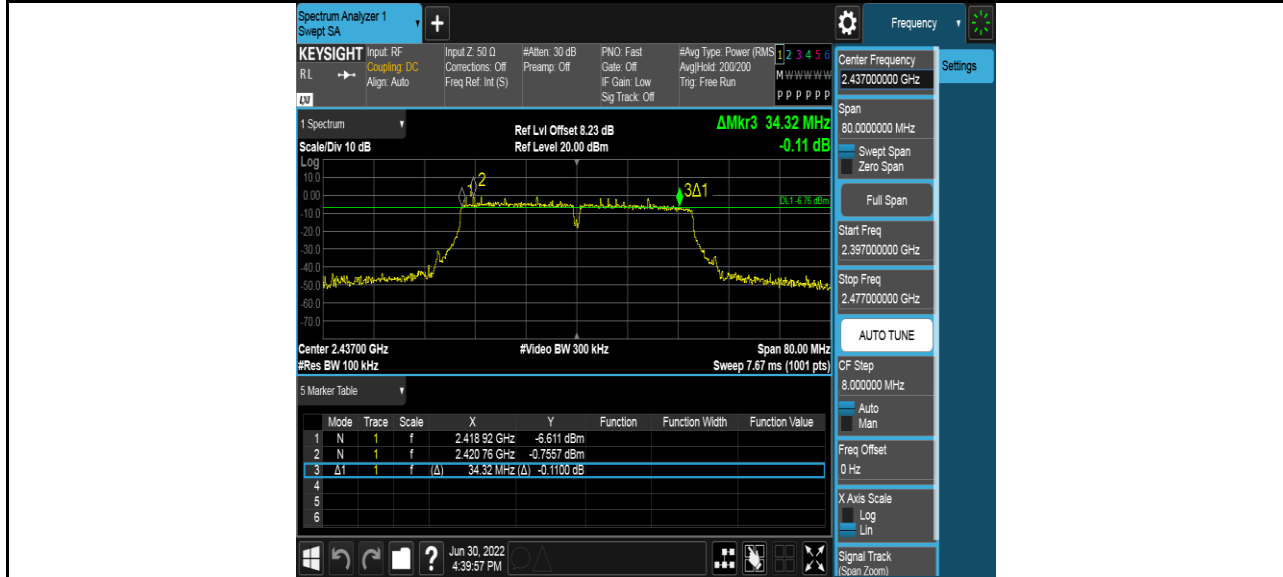 Spectrum Analyzer 1
Swept SA
+
Frequency
KEYSIGHT
RL
LXI
Input: RF
Coupling: DC
Align: Auto
Input Z: 50 Ω
Corrections: Off
Freq Ref: Int (S)
#Atten: 30 dB
Preamp: Off
PNO: Fast
Gate: Off
IF Gain: Low
Sig Track: Off
#Avg Type: Power (RMS
Avg|Hold: 200/200
Trig: Free Run
1 2 3 4 5 6
M W W W W W
P P P P P P
1 Spectrum
Scale/Div 10 dB
Ref Lvl Offset 8.23 dB
Ref Level 20.00 dBm
ΔMkr3 34.32 MHz
-0.11 dB
Log
10.0
0.00
-10.0
-20.0
-30.0
-40.0
-50.0
-60.0
-70.0
1
2
3Δ1
DL1 -6.76 dBm
Center 2.43700 GHz
#Video BW 300 kHz
Span 80.00 MHz
#Res BW 100 kHz
Sweep 7.67 ms (1001 pts)
5 Marker Table
Mode Trace Scale X Y Function Function Width Function Value
1 N 1 f 2.418 92 GHz -6.611 dBm
2 N 1 f 2.420 76 GHz -0.7557 dBm
3 Δ1 1 f (Δ) 34.32 MHz (Δ) -0.1100 dB
4
5
6
?
Jun 30, 2022
4:39:57 PM
Center Frequency
2.437000000 GHz
Settings
Span
80.0000000 MHz
Swept Span
Zero Span
Full Span
Start Freq
2.397000000 GHz
Stop Freq
2.477000000 GHz
AUTO TUNE
CF Step
8.000000 MHz
Auto
Man
Freq Offset
0 Hz
X Axis Scale
Log
Lin
Signal Track
(Span Zoom)